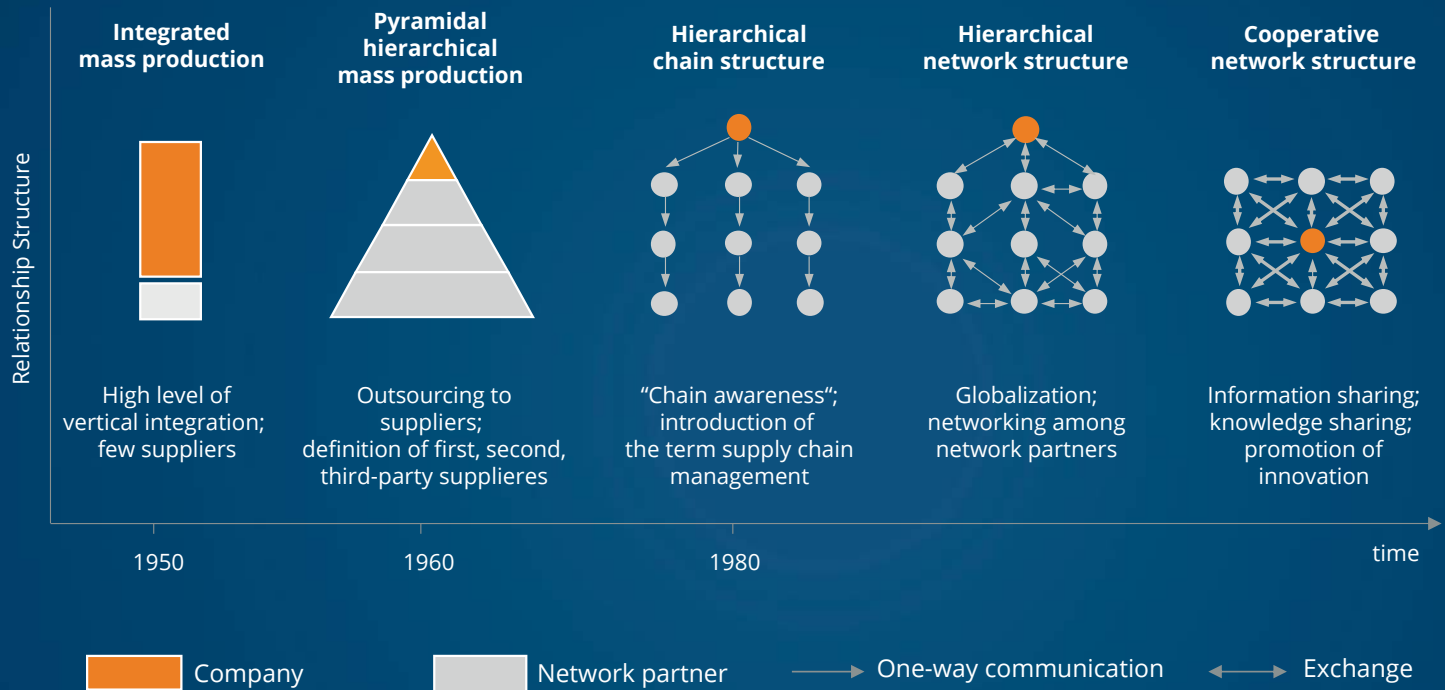 Relationship Structure
Integrated
mass production
Pyramidal
hierarchical
mass production
Hierarchical
chain structure
Hierarchical
network structure
Cooperative
network structure
High level of
vertical integration;
few suppliers
Outsourcing to
suppliers;
definition of first, second,
third-party supplieres
“Chain awareness“;
introduction of
the term supply chain
management
Globalization;
networking among
network partners
Information sharing;
knowledge sharing;
promotion of
innovation
1950
1960
1980
time
Company
Network partner
One-way communication
Exchange